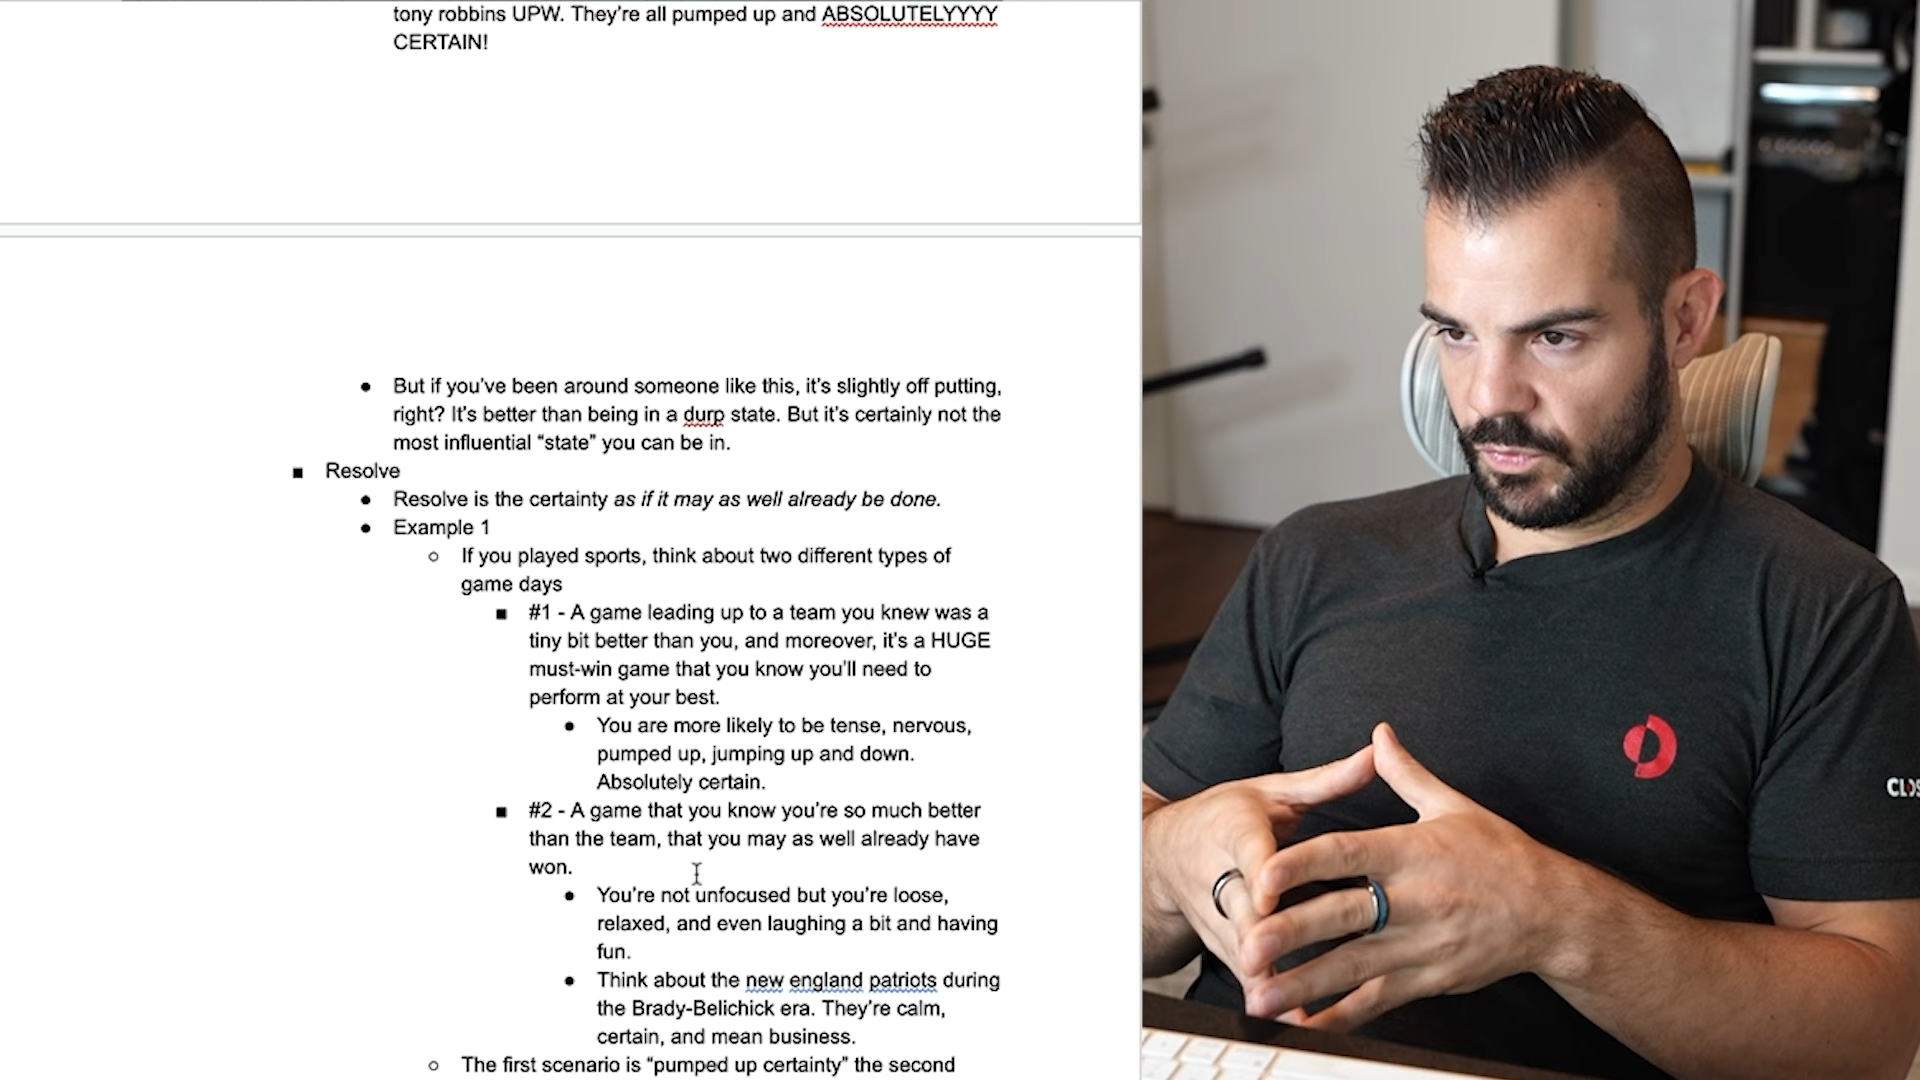 tony robbins UPW. They’re all pumped up and ABSOLUTELYYYY
CERTAIN!
● But if you’ve been around someone like this, it’s slightly off putting,
right? It’s better than being in a durp state. But it’s certainly not the
most influential “state” you can be in.
■ Resolve
● Resolve is the certainty as if it may as well already be done.
● Example 1
○ If you played sports, think about two different types of
game days
■ #1 - A game leading up to a team you knew was a
tiny bit better than you, and moreover, it’s a HUGE
must-win game that you know you’ll need to
perform at your best.
● You are more likely to be tense, nervous,
pumped up, jumping up and down.
Absolutely certain.
■ #2 - A game that you know you’re so much better
than the team, that you may as well already have
won.
● You’re not unfocused but you’re loose,
relaxed, and even laughing a bit and having
fun.
● Think about the new england patriots during
the Brady-Belichick era. They’re calm,
certain, and mean business.
○ The first scenario is “pumped up certainty” the second
CLOS